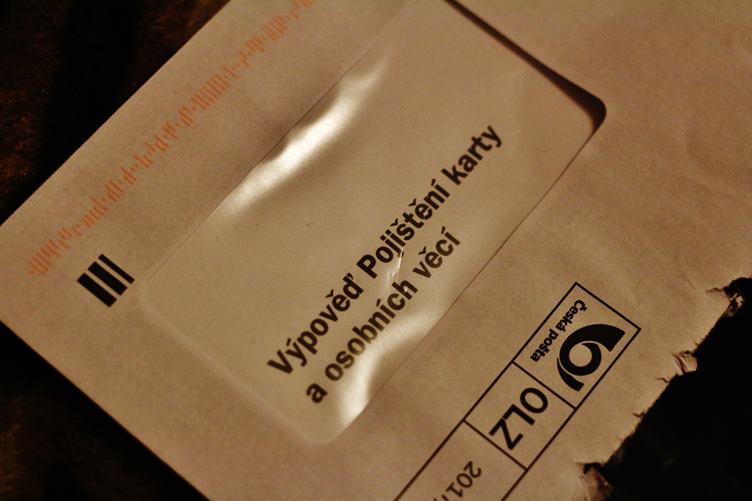 Výpověď Pojištění karty
a osobních věcí
Česká pošta
OLZ